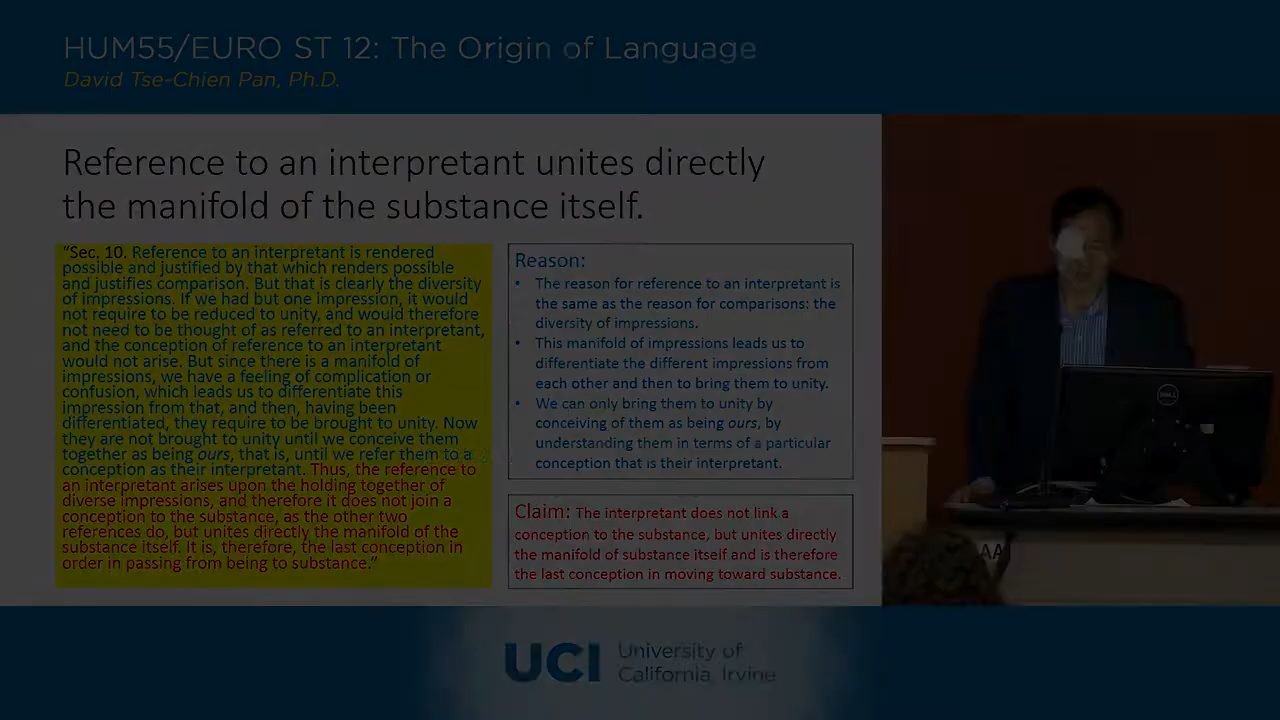 HUM55/EURO ST 12: The Origin of Language
David Tse-Chien Pan, Ph.D.
Reference to an interpretant unites directly
the manifold of the substance itself.
“Sec. 10. Reference to an interpretant is rendered
possible and justified by that which renders possible
and justifies comparison. But that is clearly the diversity
of impressions. If we had but one impression, it would
not require to be reduced to unity, and would therefore
not need to be thought of as referred to an interpretant,
and the conception of reference to an interpretant
would not arise. But since there is a manifold of
impressions, we have a feeling of complication or
confusion, which leads us to differentiate this
impression from that, and then, having been
differentiated, they require to be brought to unity. Now
they are not brought to unity until we conceive them
together as being ours, that is, until we refer them to a
conception as their interpretant. Thus, the reference to
an interpretant arises upon the holding together of
diverse impressions, and therefore it does not join a
conception to the substance, as the other two
references do, but unites directly the manifold of the
substance itself. It is, therefore, the last conception in
order in passing from being to substance.”
Reason:
• The reason for reference to an interpretant is
the same as the reason for comparisons: the
diversity of impressions.
• This manifold of impressions leads us to
differentiate the different impressions from
each other and then to bring them to unity.
• We can only bring them to unity by
conceiving of them as being ours, by
understanding them in terms of a particular
conception that is their interpretant.
Claim: The interpretant does not link a
conception to the substance, but unites directly
the manifold of substance itself and is therefore
the last conception in moving toward substance.
DELL
UCI
University of
California, Irvine